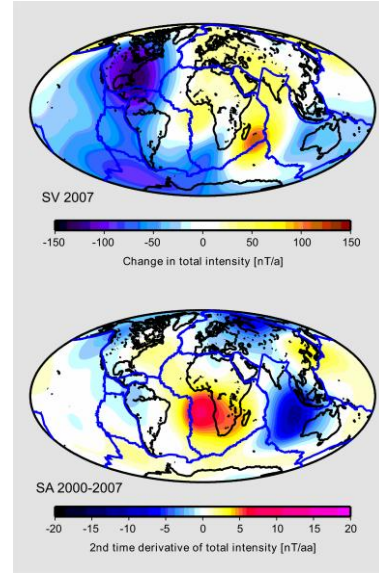 SV 2007
-150 -100 -50 0 50 100 150
Change in total intensity [nT/a]
SA 2000-2007
-20 -15 -10 -5 0 5 10 15 20
2nd time derivative of total intensity [nT/aa]